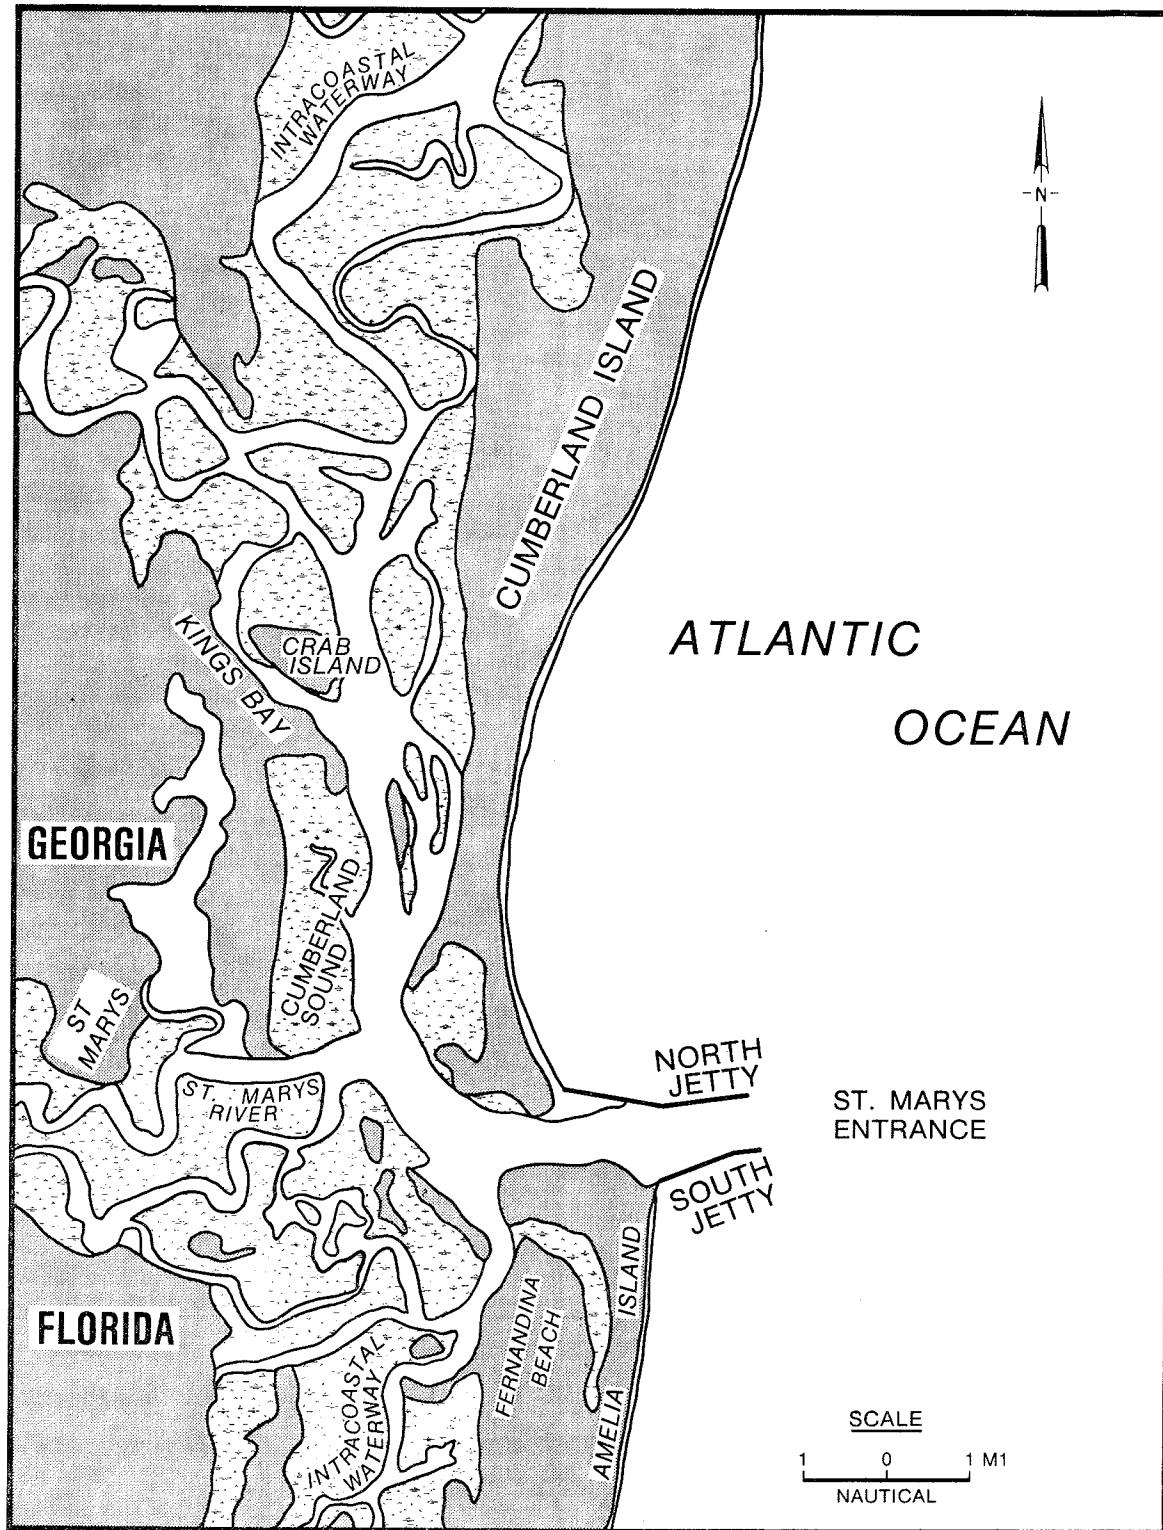 INTRACOASTAL
WATERWAY
N
CUMBERLAND ISLAND
ATLANTIC
OCEAN
CRAB
ISLAND
KINGS BAY
GEORGIA
CUMBERLAND
SOUND
ST
MARYS
NORTH
JETTY
ST. MARYS
ENTRANCE
ST. MARYS
RIVER
SOUTH
JETTY
FLORIDA
FERNANDINA
BEACH
AMELIA ISLAND
INTRACOASTAL
WATERWAY
SCALE
1 0 1 M1
NAUTICAL